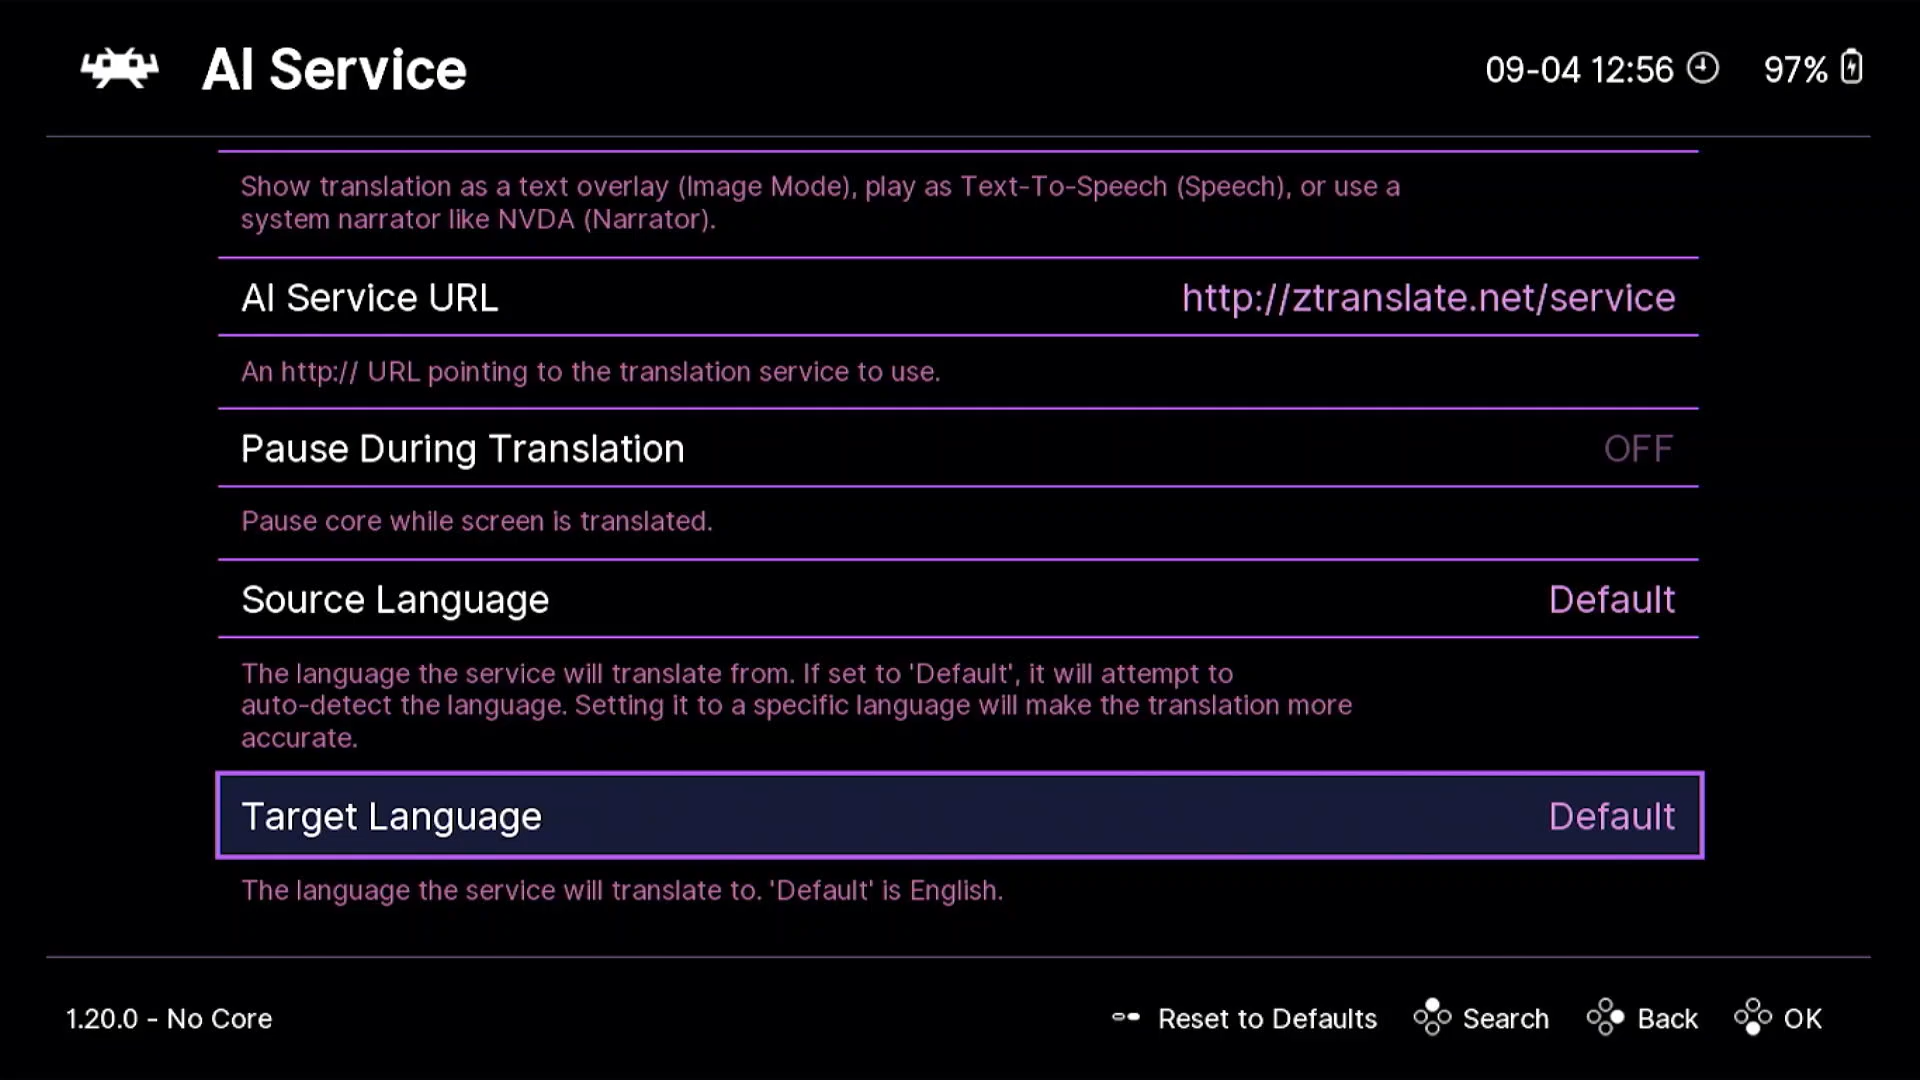 AI Service
09-04 12:56
97%
Show translation as a text overlay (Image Mode), play as Text-To-Speech (Speech), or use a
system narrator like NVDA (Narrator).
AI Service URL
http://ztranslate.net/service
An http:// URL pointing to the translation service to use.
Pause During Translation
OFF
Pause core while screen is translated.
Source Language
Default
The language the service will translate from. If set to 'Default', it will attempt to
auto-detect the language. Setting it to a specific language will make the translation more
accurate.
Target Language
Default
The language the service will translate to. 'Default' is English.
1.20.0 - No Core
Reset to Defaults
Search
Back
OK